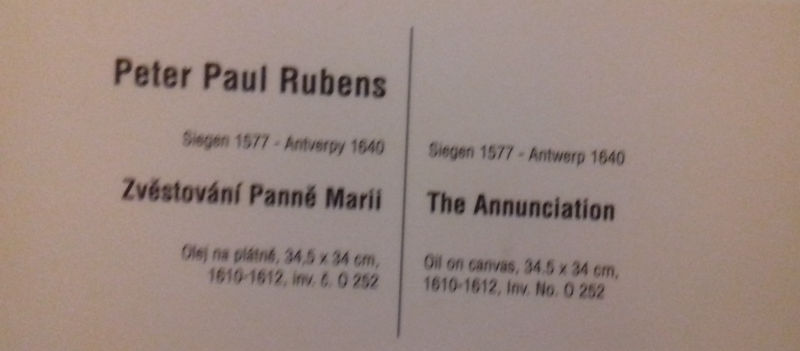 Peter Paul Rubens
Siegen 1577 - Antverpy 1640
Zvěstování Panně Marii
Olej na plátně, 34,5 x 34 cm,
1610-1612, inv. č. O 252
Siegen 1577 - Antwerp 1640
The Annunciation
Oil on canvas, 34.5 x 34 cm,
1610-1612, Inv. No. O 252